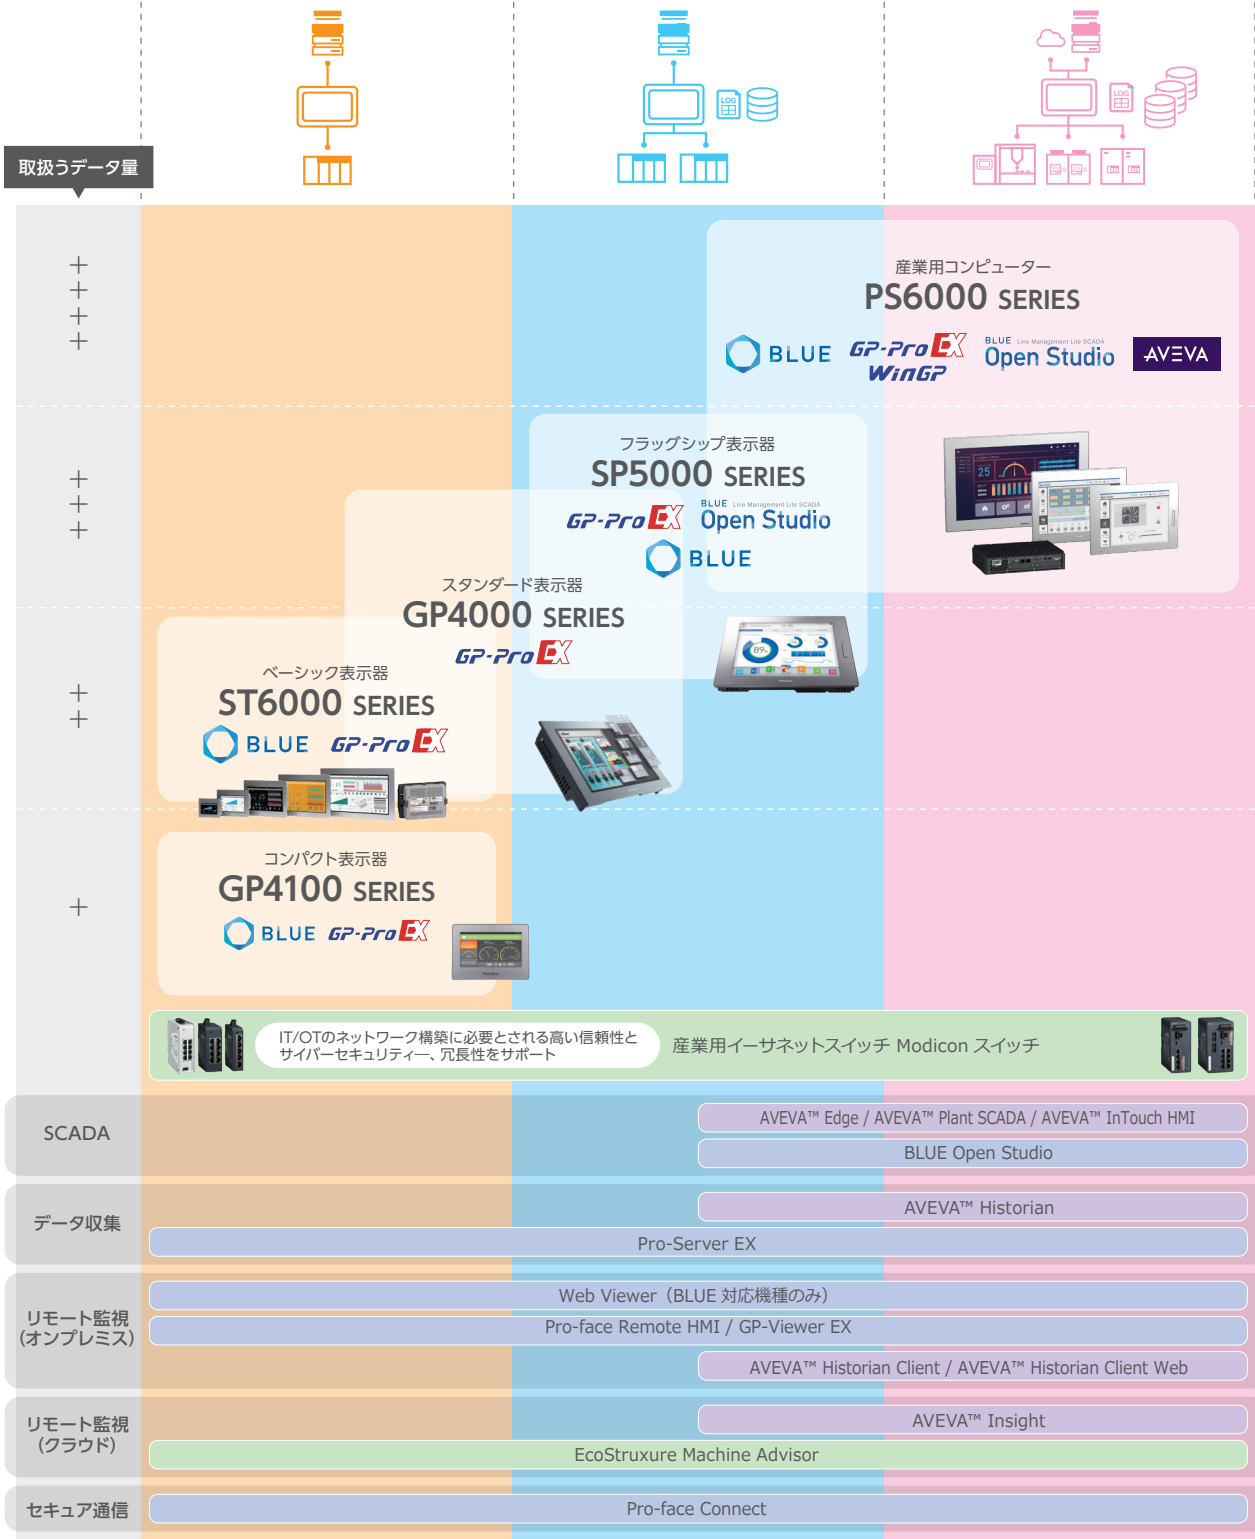 LOG
LOG
取扱うデータ量
+
+
+
+
産業用コンピューター
PS6000 SERIES
BLUE
GP-Pro EX
WinGP
BLUE Line Management Lite SCADA
Open Studio
AVEVA
+
+
+
フラッグシップ表示器
SP5000 SERIES
GP-Pro EX
BLUE Line Management Lite SCADA
Open Studio
BLUE
25
スタンダード表示器
GP4000 SERIES
GP-Pro EX
89%
+
+
ベーシック表示器
ST6000 SERIES
BLUE
GP-Pro EX
+
コンパクト表示器
GP4100 SERIES
BLUE
GP-Pro EX
IT/OTのネットワーク構築に必要とされる高い信頼性と
サイバーセキュリティー、冗長性をサポート
産業用イーサネットスイッチ Modicon スイッチ
SCADA
AVEVA™ Edge / AVEVA™ Plant SCADA / AVEVA™ InTouch HMI
BLUE Open Studio
データ収集
AVEVA™ Historian
Pro-Server EX
リモート監視
(オンプレミス)
Web Viewer（BLUE 対応機種のみ）
Pro-face Remote HMI / GP-Viewer EX
AVEVA™ Historian Client / AVEVA™ Historian Client Web
リモート監視
(クラウド)
AVEVA™ Insight
EcoStruxure Machine Advisor
セキュア通信
Pro-face Connect